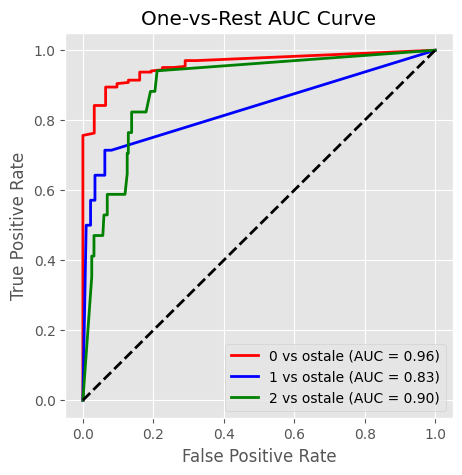 One-vs-Rest AUC Curve
1.0
0.8
0.6
0.4
0.2
0.0
True Positive Rate
0 vs ostale (AUC = 0.96)
1 vs ostale (AUC = 0.83)
2 vs ostale (AUC = 0.90)
0.0 0.2 0.4 0.6 0.8 1.0
False Positive Rate